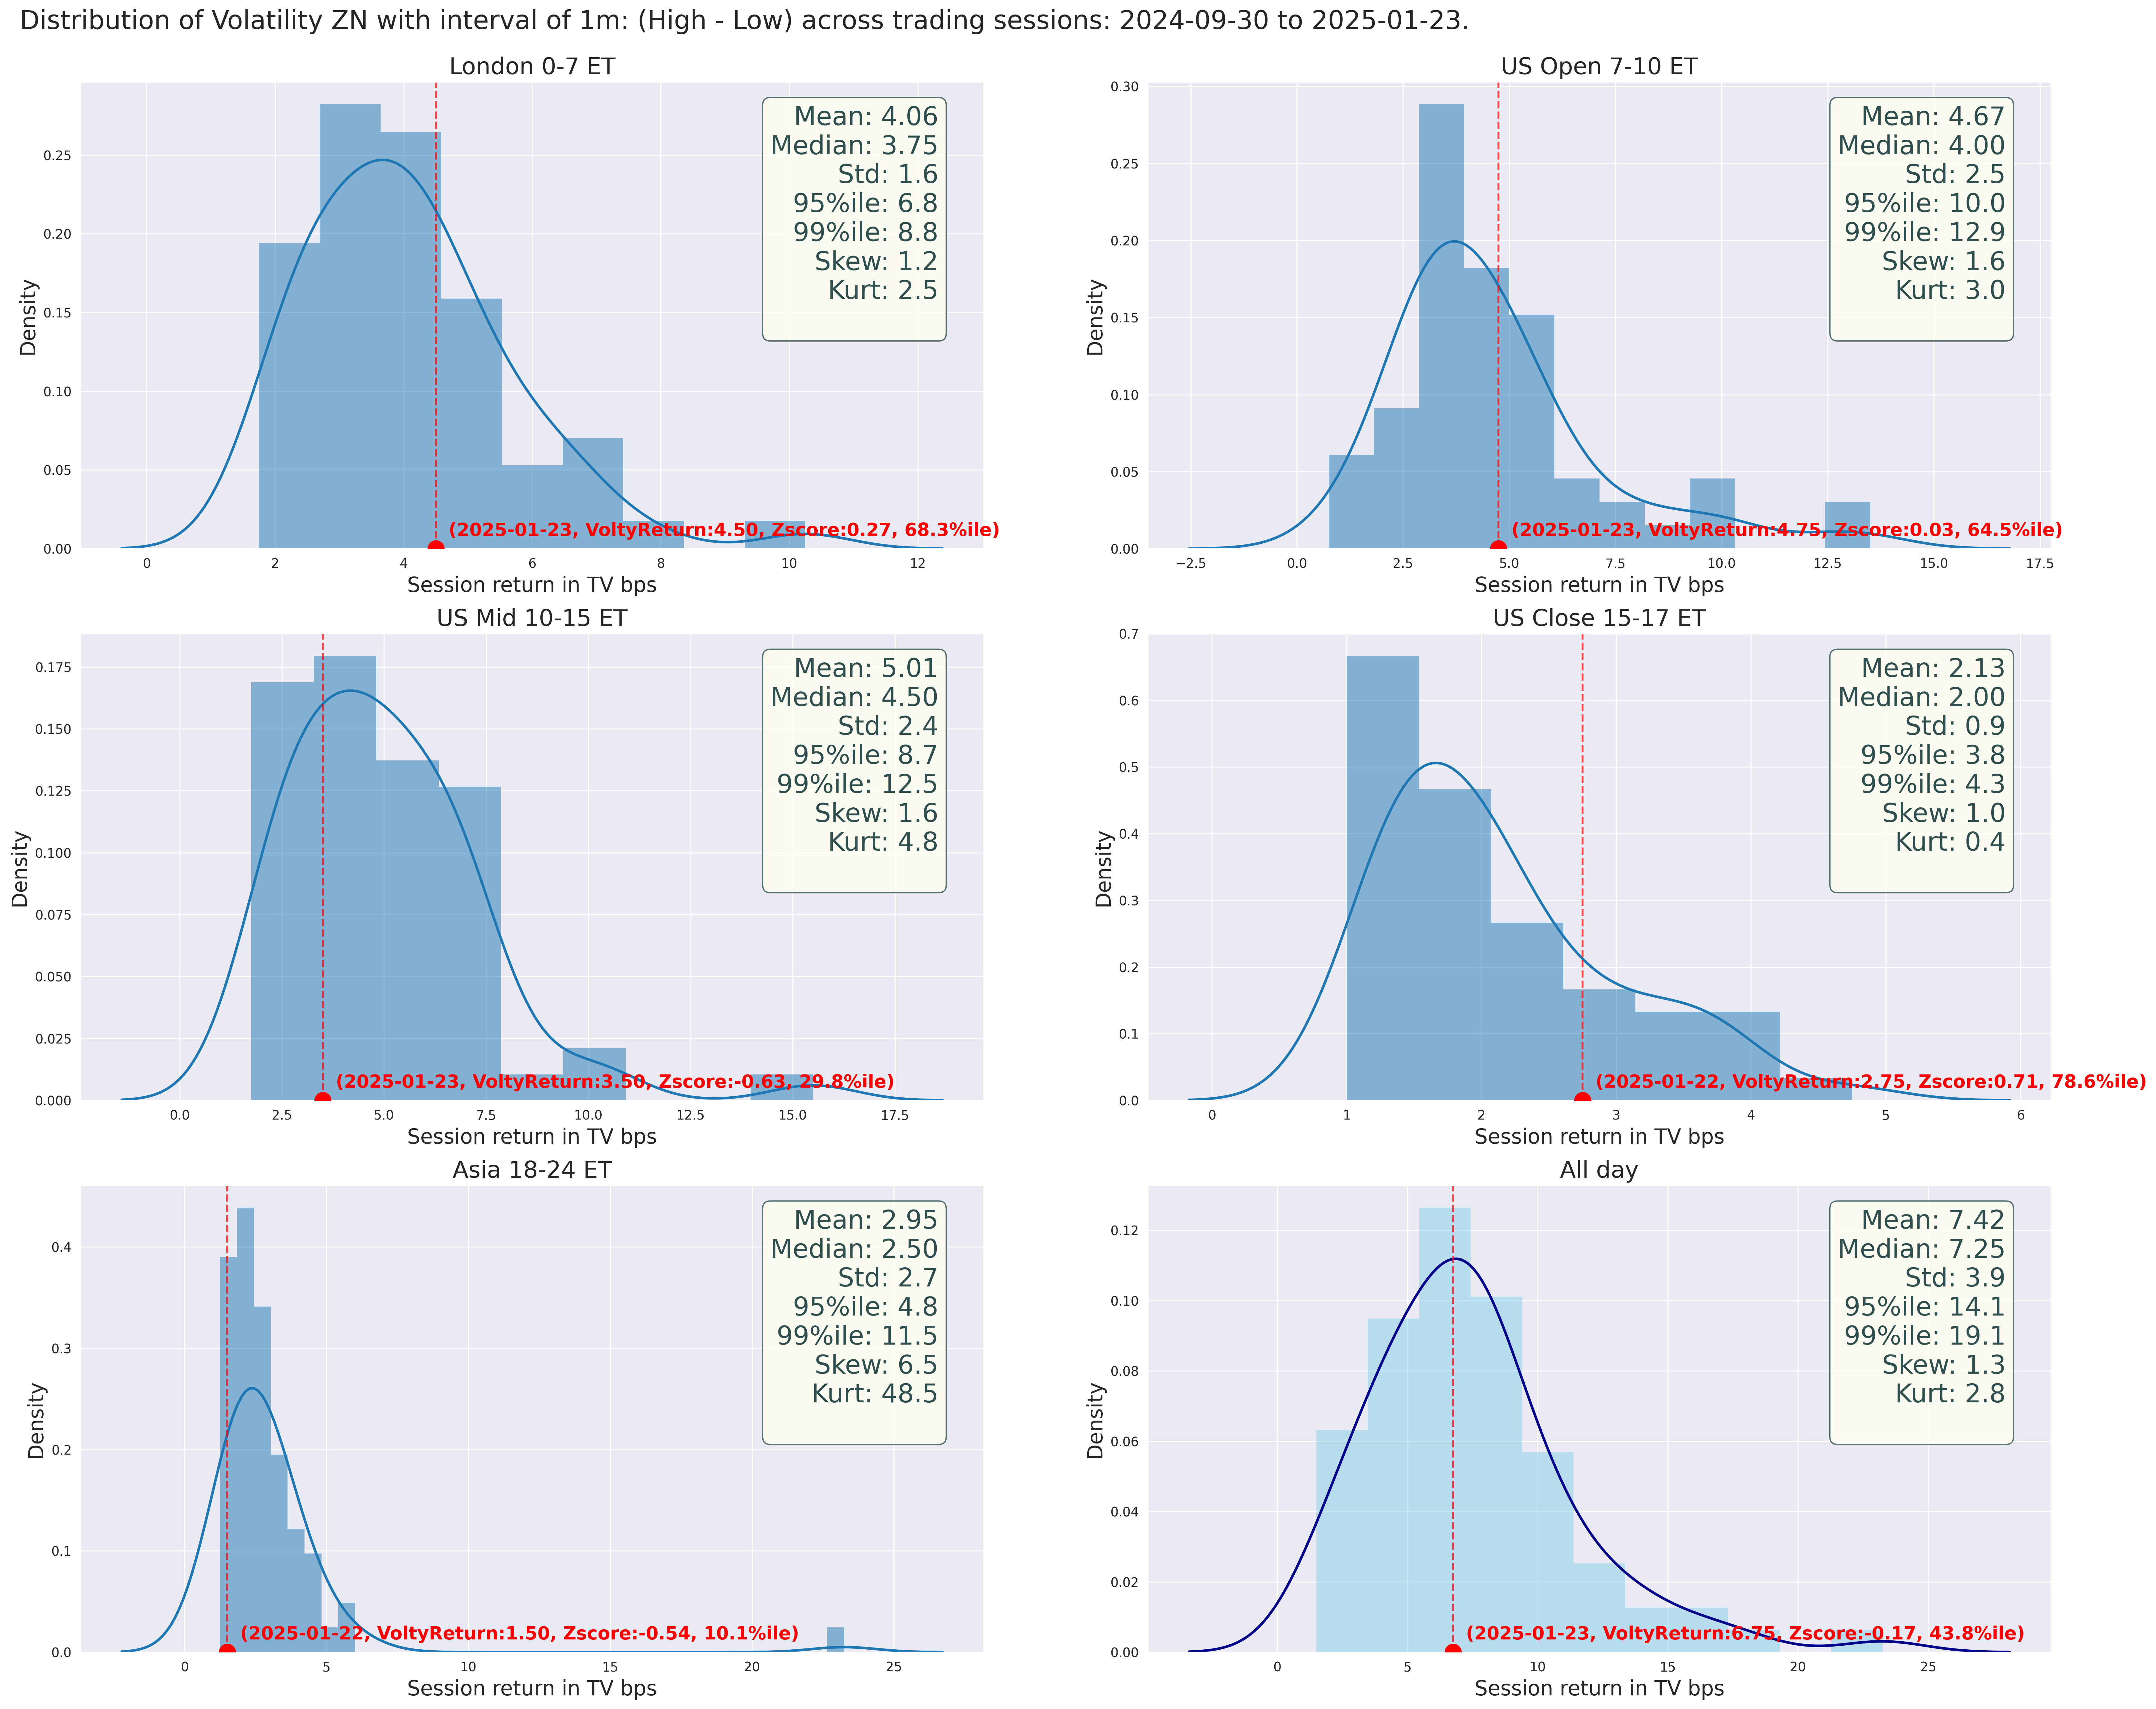 Distribution of Volatility ZN with interval of 1m: (High - Low) across trading sessions: 2024-09-30 to 2025-01-23.
London 0-7 ET
Mean: 4.06
Median: 3.75
Std: 1.6
95%ile: 6.8
99%ile: 8.8
Skew: 1.2
Kurt: 2.5
Density
0.25
0.20
0.15
0.10
0.05
0.00
(2025-01-23, VoltyReturn:4.50, Zscore:0.27, 68.3%ile)
0 2 4 6 8 10 12
Session return in TV bps
US Open 7-10 ET
Mean: 4.67
Median: 4.00
Std: 2.5
95%ile: 10.0
99%ile: 12.9
Skew: 1.6
Kurt: 3.0
Density
0.30
0.25
0.20
0.15
0.10
0.05
0.00
(2025-01-23, VoltyReturn:4.75, Zscore:0.03, 64.5%ile)
−2.5 0.0 2.5 5.0 7.5 10.0 12.5 15.0 17.5
Session return in TV bps
US Mid 10-15 ET
Mean: 5.01
Median: 4.50
Std: 2.4
95%ile: 8.7
99%ile: 12.5
Skew: 1.6
Kurt: 4.8
Density
0.175
0.150
0.125
0.100
0.075
0.050
0.025
0.000
(2025-01-23, VoltyReturn:3.50, Zscore:-0.63, 29.8%ile)
0.0 2.5 5.0 7.5 10.0 12.5 15.0 17.5
Session return in TV bps
US Close 15-17 ET
Mean: 2.13
Median: 2.00
Std: 0.9
95%ile: 3.8
99%ile: 4.3
Skew: 1.0
Kurt: 0.4
Density
0.7
0.6
0.5
0.4
0.3
0.2
0.1
0.0
(2025-01-22, VoltyReturn:2.75, Zscore:0.71, 78.6%ile)
0 1 2 3 4 5 6
Session return in TV bps
Asia 18-24 ET
Mean: 2.95
Median: 2.50
Std: 2.7
95%ile: 4.8
99%ile: 11.5
Skew: 6.5
Kurt: 48.5
Density
0.4
0.3
0.2
0.1
0.0
(2025-01-22, VoltyReturn:1.50, Zscore:-0.54, 10.1%ile)
0 5 10 15 20 25
Session return in TV bps
All day
Mean: 7.42
Median: 7.25
Std: 3.9
95%ile: 14.1
99%ile: 19.1
Skew: 1.3
Kurt: 2.8
Density
0.12
0.10
0.08
0.06
0.04
0.02
0.00
(2025-01-23, VoltyReturn:6.75, Zscore:-0.17, 43.8%ile)
0 5 10 15 20 25
Session return in TV bps